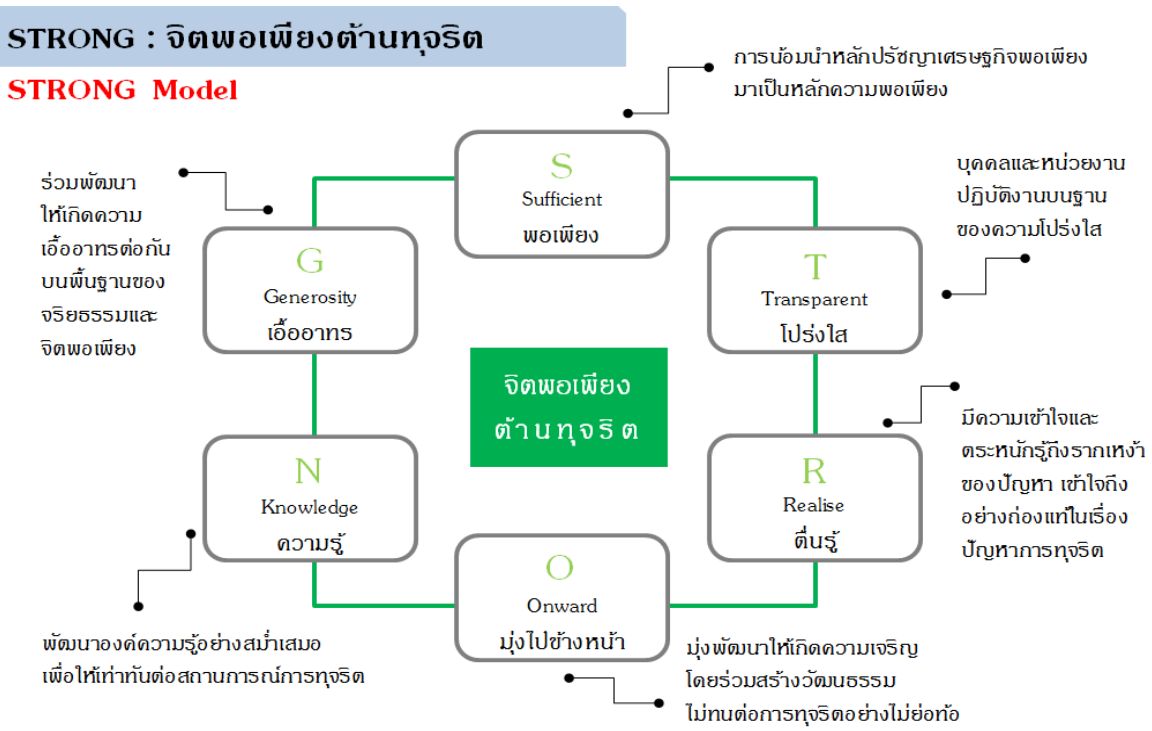 STRONG : จิตพอเพียงต้านทุจริต
STRONG Model
การน้อมนำหลักปรัชญาเศรษฐกิจพอเพียง
มาเป็นหลักความพอเพียง
S
Sufficient
พอเพียง
บุคคลและหน่วยงาน
ปฏิบัติงานบนฐาน
ของความโปร่งใส
T
Transparent
โปร่งใส
มีความเข้าใจและ
ตระหนักรู้ถึงรากเหง้า
ของปัญหา เข้าใจถึง
อย่างถ่องแท้ในเรื่อง
ปัญหาการทุจริต
R
Realise
ตื่นรู้
O
Onward
มุ่งไปข้างหน้า
มุ่งพัฒนาให้เกิดความเจริญ
โดยร่วมสร้างวัฒนธรรม
ไม่ทนต่อการทุจริตอย่างไม่ย่อท้อ
N
Knowledge
ความรู้
พัฒนาองค์ความรู้อย่างสม่ำเสมอ
เพื่อให้เท่าทันต่อสถานการณ์การทุจริต
G
Generosity
เอื้ออาทร
ร่วมพัฒนา
ให้เกิดความ
เอื้ออาทรต่อกัน
บนพื้นฐานของ
จริยธรรมและ
จิตพอเพียง
จิตพอเพียง
ต้านทุจริต